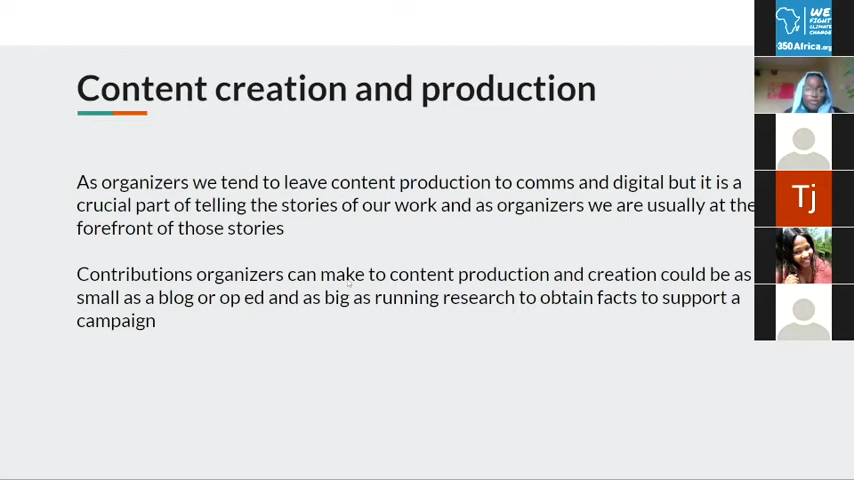 Content creation and production
As organizers we tend to leave content production to comms and digital but it is a
crucial part of telling the stories of our work and as organizers we are usually at the
forefront of those stories
Contributions organizers can make to content production and creation could be as
small as a blog or op ed and as big as running research to obtain facts to support a
campaign
WE
FIGHT
CLIMATE
CHANGE
350Africa.org
Tj